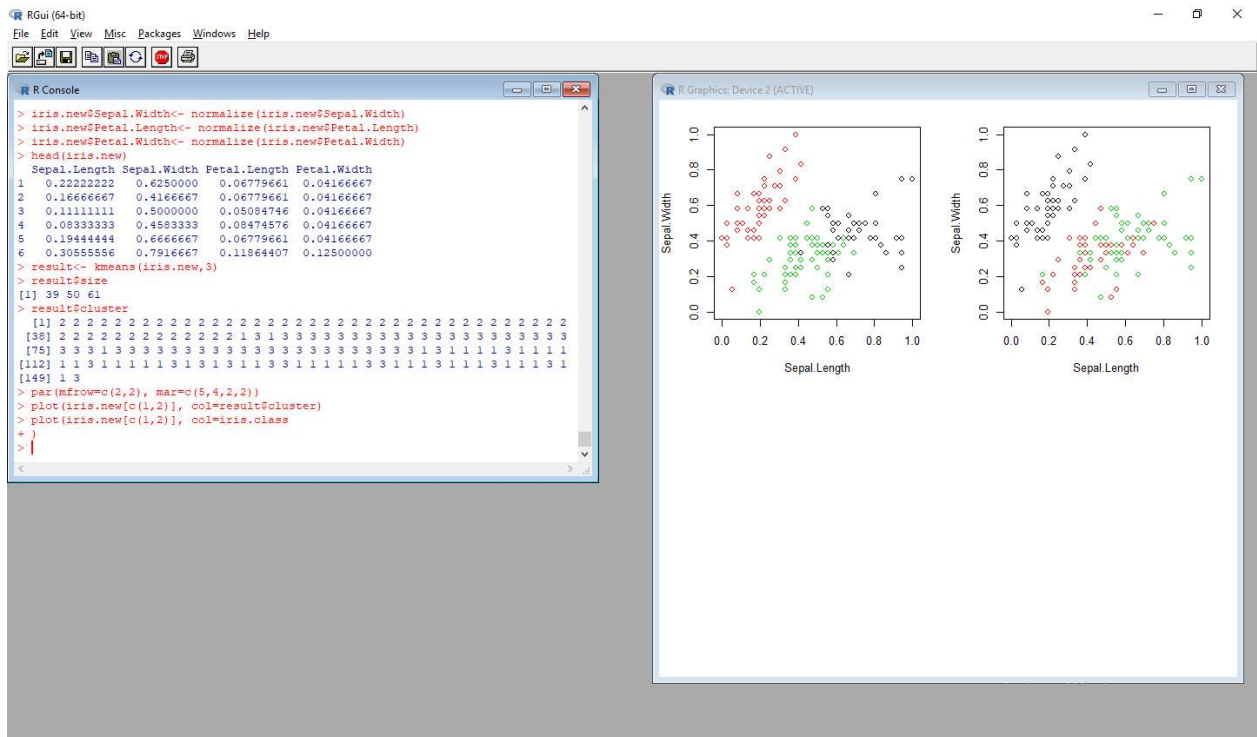 RGui (64-bit)
File Edit View Misc Packages Windows Help
STOP
R Console
> iris.new$Sepal.Width<- normalize(iris.new$Sepal.Width)
> iris.new$Petal.Length<- normalize(iris.new$Petal.Length)
> iris.new$Petal.Width<- normalize(iris.new$Petal.Width)
> head(iris.new)
Sepal.Length Sepal.Width Petal.Length Petal.Width
1 0.22222222 0.6250000 0.06779661 0.04166667
2 0.16666667 0.4166667 0.06779661 0.04166667
3 0.11111111 0.5000000 0.05084746 0.04166667
4 0.08333333 0.4583333 0.08474576 0.04166667
5 0.19444444 0.6666667 0.06779661 0.04166667
6 0.30555556 0.7916667 0.11864407 0.12500000
> result<- kmeans(iris.new,3)
> result$size
[1] 39 50 61
> result$cluster
[1] 2 2 2 2 2 2 2 2 2 2 2 2 2 2 2 2 2 2 2 2 2 2 2 2 2 2 2 2 2 2 2 2 2 2 2 2 2
[38] 2 2 2 2 2 2 2 2 2 2 2 2 2 1 3 1 3 3 3 3 3 3 3 3 3 3 3 3 3 3 3 3 3 3 3 3 3
[75] 3 3 3 1 3 3 3 3 3 3 3 3 3 3 3 3 3 3 3 3 3 3 3 3 3 3 1 3 1 1 1 1 3 1 1 1 1
[112] 1 1 3 1 1 1 1 1 3 1 3 1 3 1 1 3 3 1 1 1 1 1 3 3 1 1 1 3 1 1 1 3 1 1 1 3 1
[149] 1 3
> par(mfrow=c(2,2), mar=c(5,4,2,2))
> plot(iris.new[c(1,2)], col=result$cluster)
> plot(iris.new[c(1,2)], col=iris.class
+ )
>
R Graphics: Device 2 (ACTIVE)
Sepal.Width
0.0 0.2 0.4 0.6 0.8 1.0
0.0 0.2 0.4 0.6 0.8 1.0
Sepal.Length
Sepal.Width
0.0 0.2 0.4 0.6 0.8 1.0
0.0 0.2 0.4 0.6 0.8 1.0
Sepal.Length